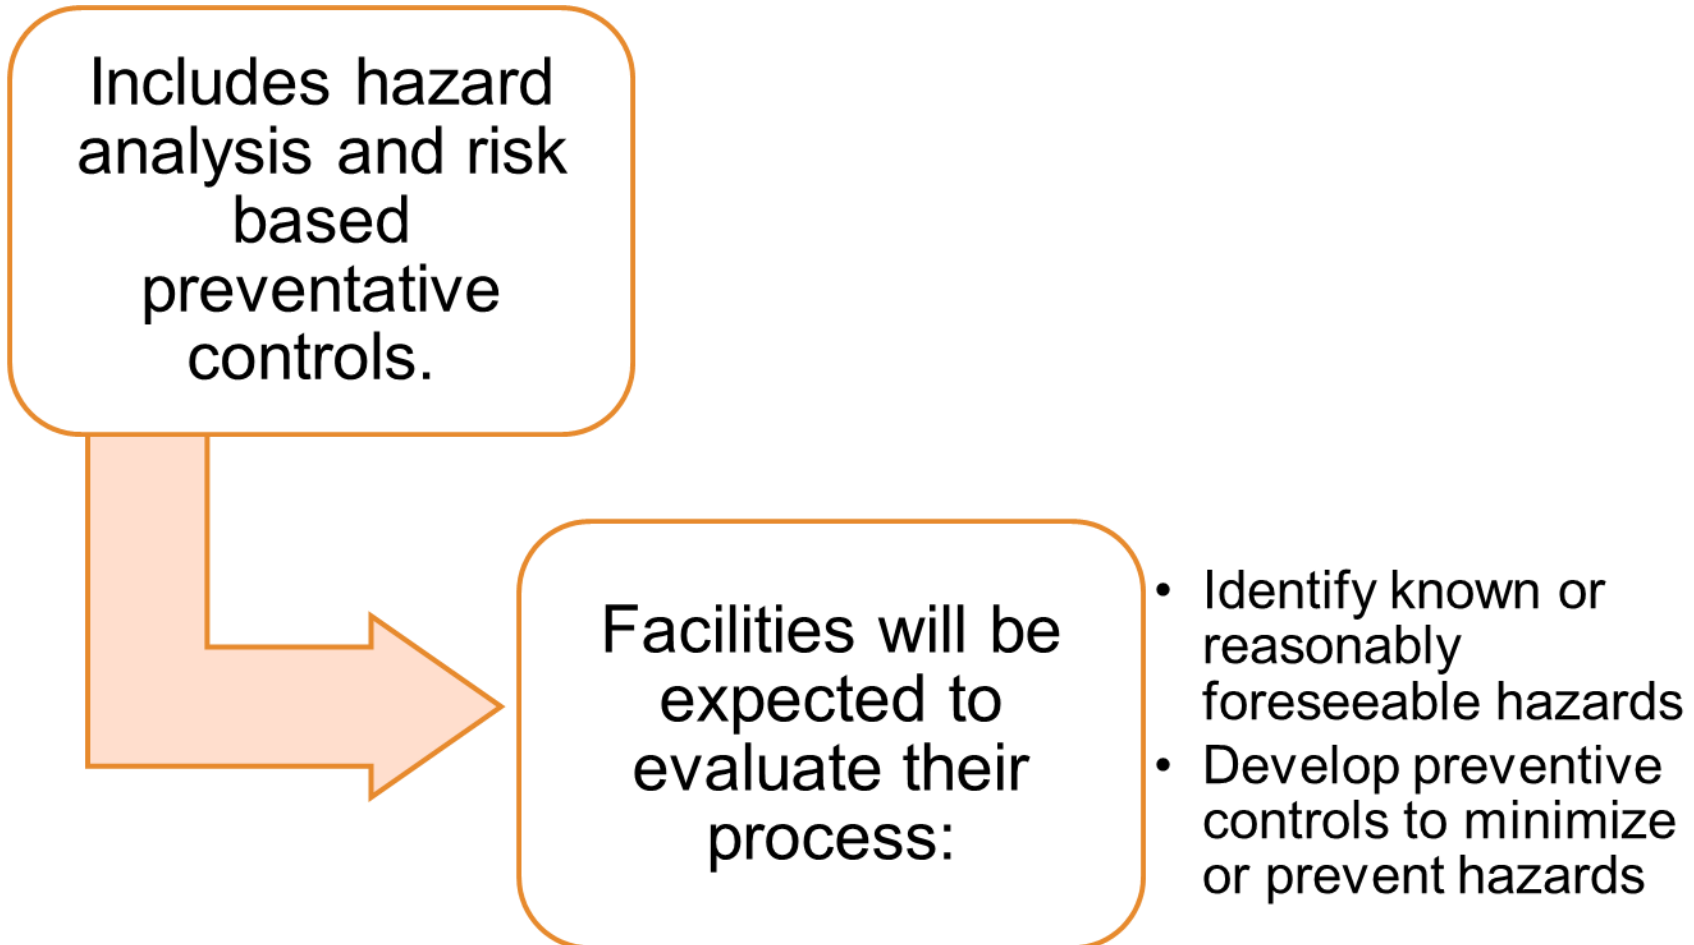 Includes hazard
analysis and risk
based
preventative
controls.
Facilities will be
expected to
evaluate their
process:
• Identify known or
reasonably
foreseeable hazards
• Develop preventive
controls to minimize
or prevent hazards